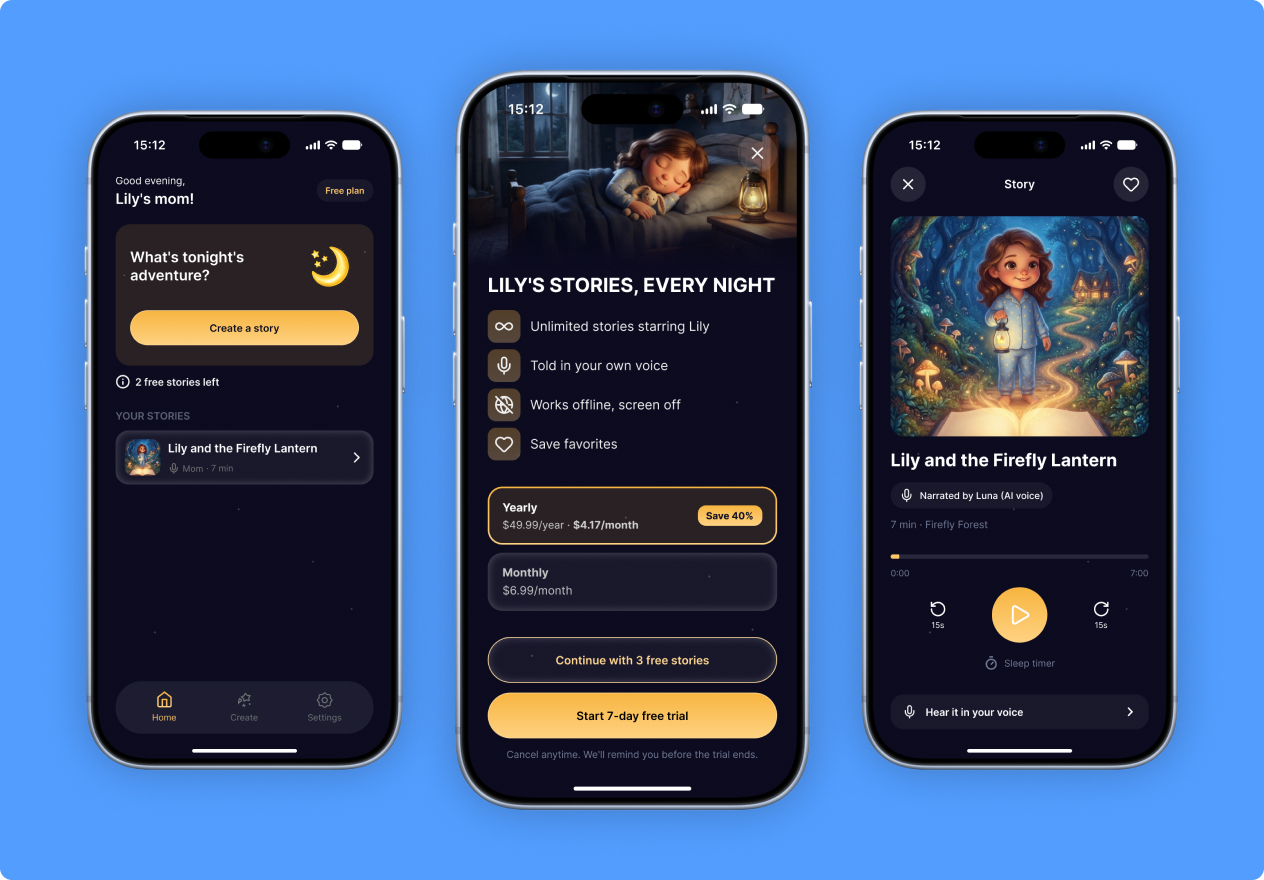 15:12
Good evening,
Lily's mom!
Free plan
What's tonight's
adventure?
Create a story
2 free stories left
YOUR STORIES
Lily and the Firefly Lantern
Mom · 7 min
Home
Create
Settings
15:12
LILY'S STORIES, EVERY NIGHT
Unlimited stories starring Lily
Told in your own voice
Works offline, screen off
Save favorites
Yearly
$49.99/year · $4.17/month
Save 40%
Monthly
$6.99/month
Continue with 3 free stories
Start 7-day free trial
Cancel anytime. We'll remind you before the trial ends.
15:12
Story
Lily and the Firefly Lantern
Narrated by Luna (AI voice)
7 min · Firefly Forest
0:00
7:00
15s
15s
Sleep timer
Hear it in your voice